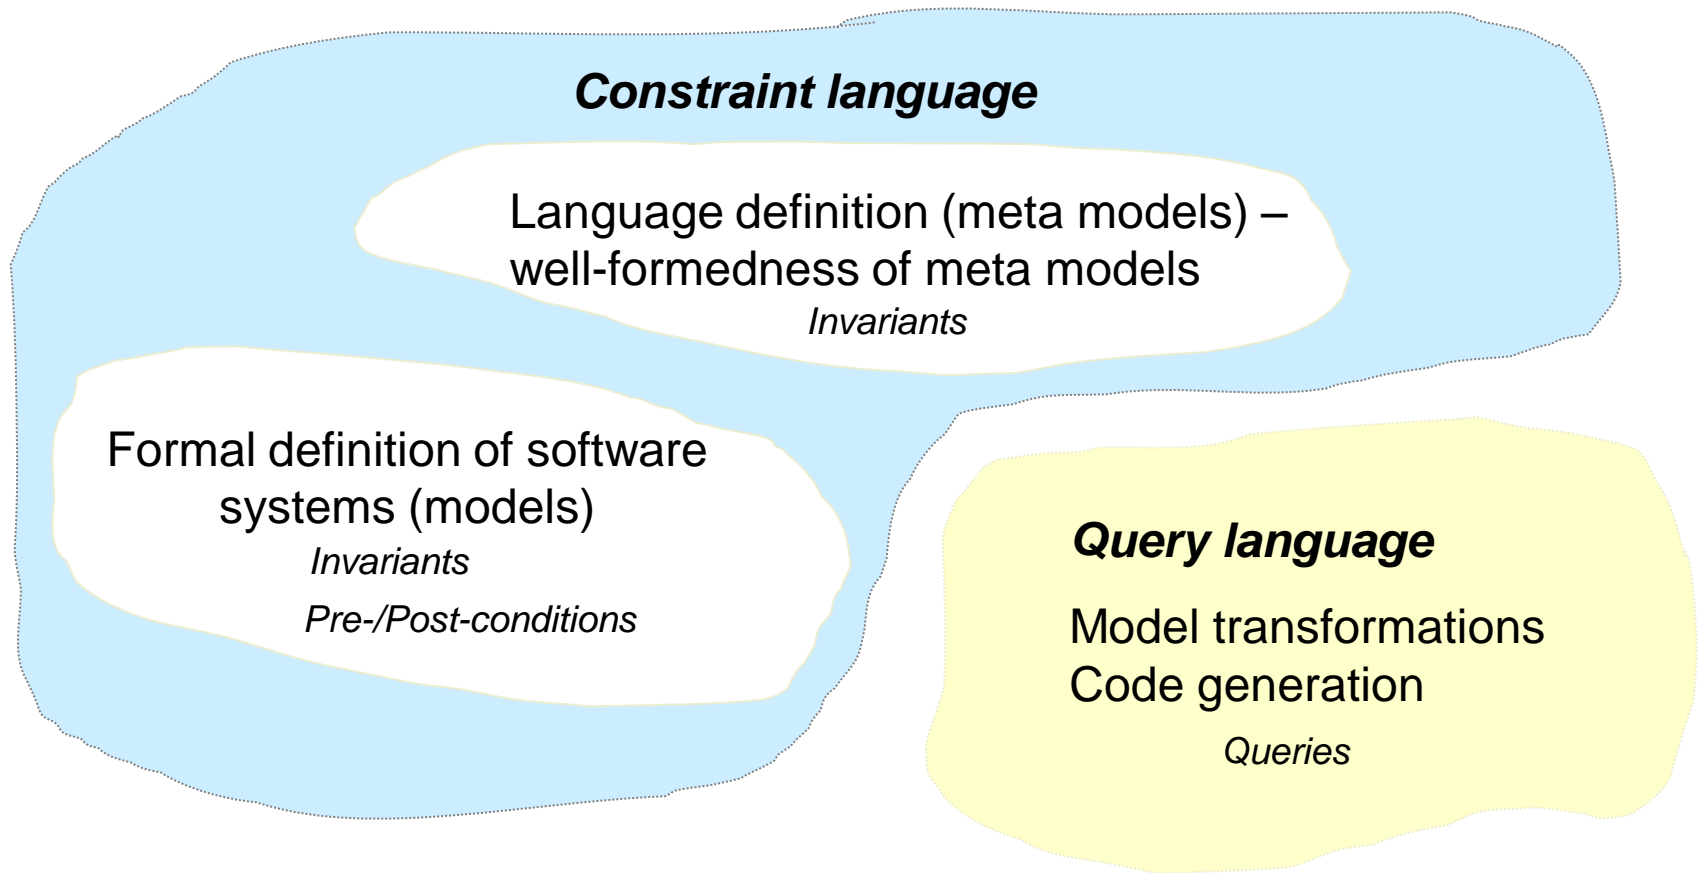 Constraint language
Language definition (meta models) –
well-formedness of meta models
Invariants
Formal definition of software
systems (models)
Invariants
Pre-/Post-conditions
Query language
Model transformations
Code generation
Queries